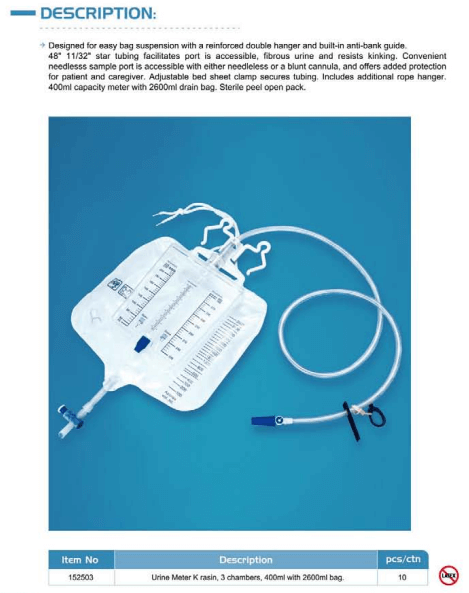 DESCRIPTION:
Designed for easy bag suspension with a reinforced double hanger and built-in anti-bank guide.
48" 11/32" star tubing facilitates port is accessible, fibrous urine and resists kinking. Convenient
needlesss sample port is accessible with either needleless or a blunt cannula, and offers added protection
for patient and caregiver. Adjustable bed sheet clamp secures tubing. Includes additional rope hanger.
400ml capacity meter with 2600ml drain bag. Sterile peel open pack.
Item No Description pcs/ctn
152503 Urine Meter K rasin, 3 chambers, 400ml with 2600ml bag. 10
LATEX